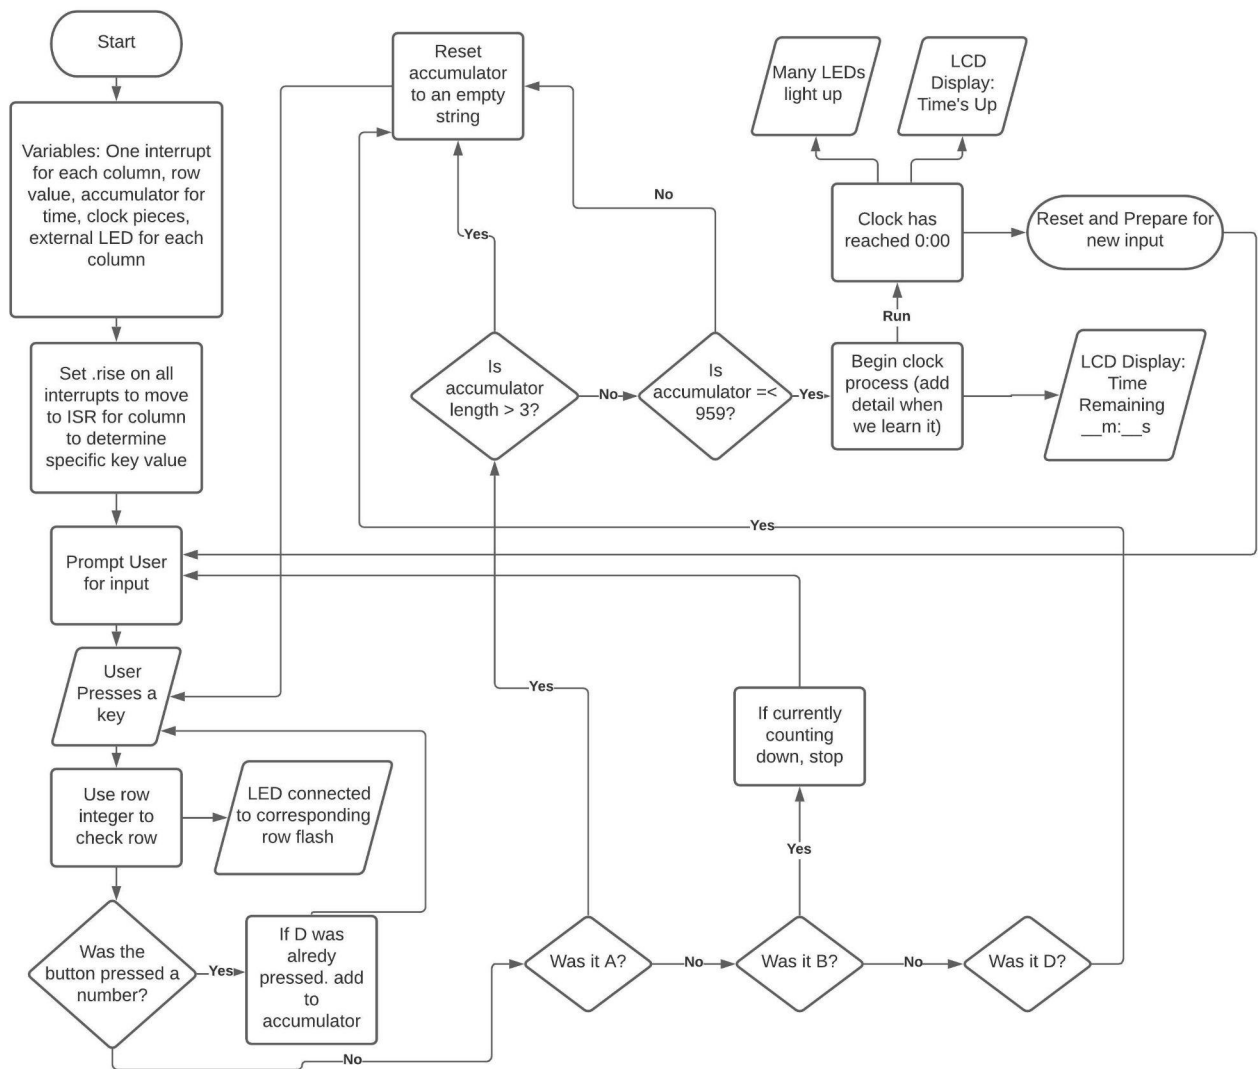 Start
Variables: One interrupt
for each column, row
value, accumulator for
time, clock pieces,
external LED for each
column
Set .rise on all
interrupts to move
to ISR for column
to determine
specific key value
Prompt User
for input
User
Presses a
key
Use row
integer to
check row
LED connected
to corresponding
row flash
Was the
button pressed a
number?
Yes
If D was
alredy
pressed. add
to
accumulator
No
Was it A?
No
Was it B?
No
Was it D?
Yes
Yes
If currently
counting
down, stop
Yes
Is
accumulator
length > 3?
Yes
No
Is
accumulator =<
959?
No
Yes
Reset
accumulator
to an empty
string
Begin clock
process (add
detail when
we learn it)
LCD Display:
Time
Remaining
__m:__s
Run
Clock has
reached 0:00
Many LEDs
light up
LCD
Display:
Time's Up
Reset and Prepare for
new input